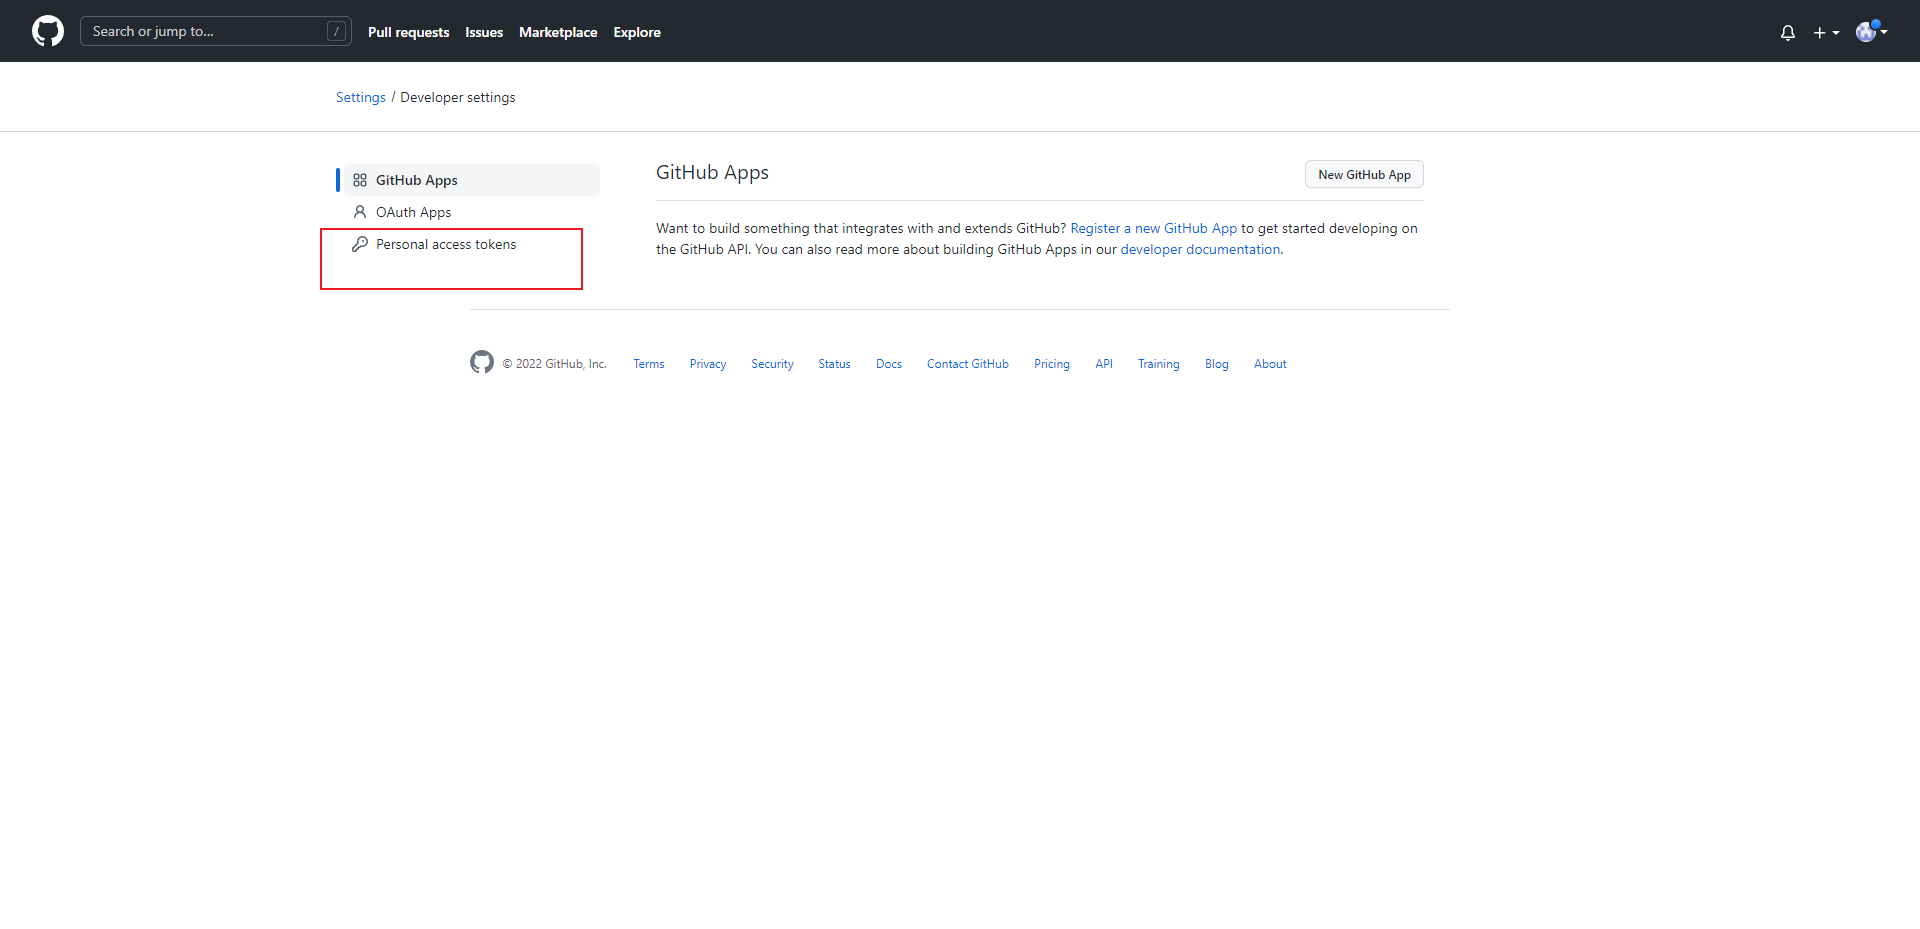 Search or jump to... /
Pull requests Issues Marketplace Explore
Settings / Developer settings
GitHub Apps
OAuth Apps
Personal access tokens
GitHub Apps
New GitHub App
Want to build something that integrates with and extends GitHub? Register a new GitHub App to get started developing on
the GitHub API. You can also read more about building GitHub Apps in our developer documentation.
© 2022 GitHub, Inc. Terms Privacy Security Status Docs Contact GitHub Pricing API Training Blog About